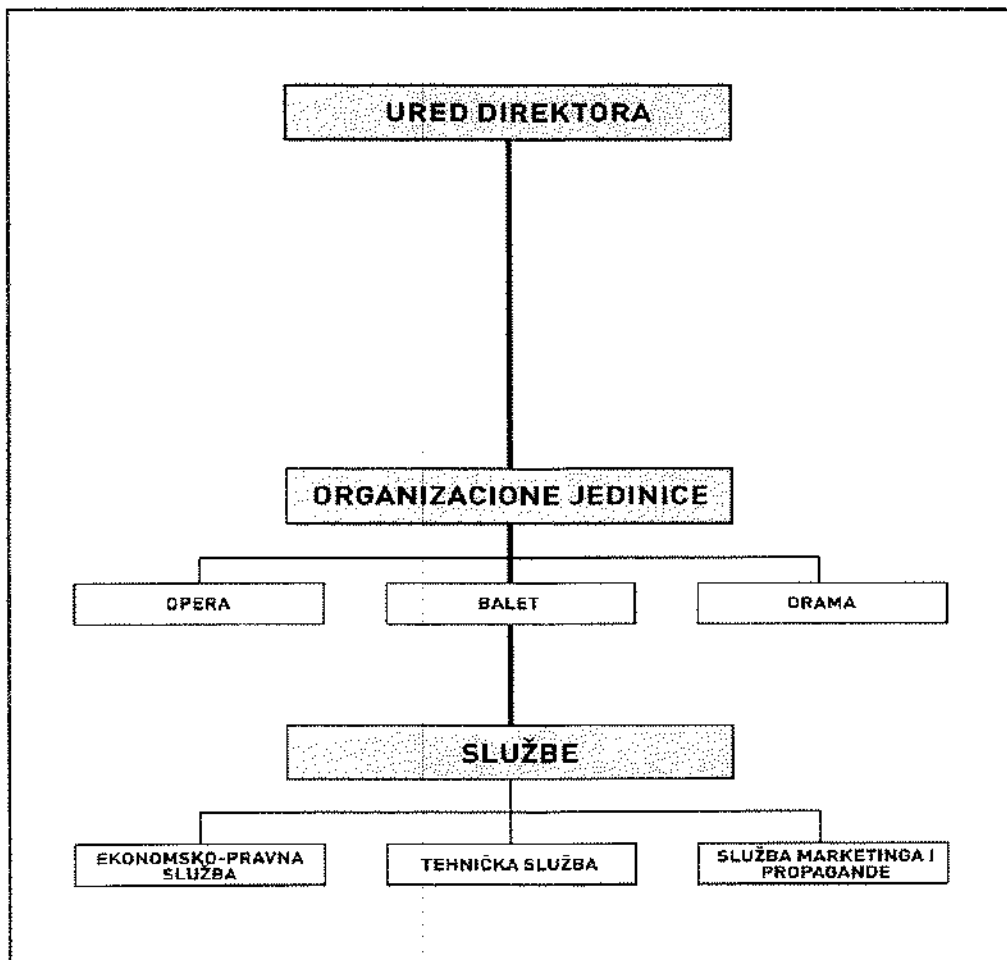 URED DIREKTORA
ORGANIZACIONE JEDINICE
OPERA
BALET
DRAMA
SLUŽBE
EKONOMSKO-PRAVNA
SLUŽBA
TEHNIČKA SLUŽBA
SLUŽBA MARKETINGA I
PROPAGANDE